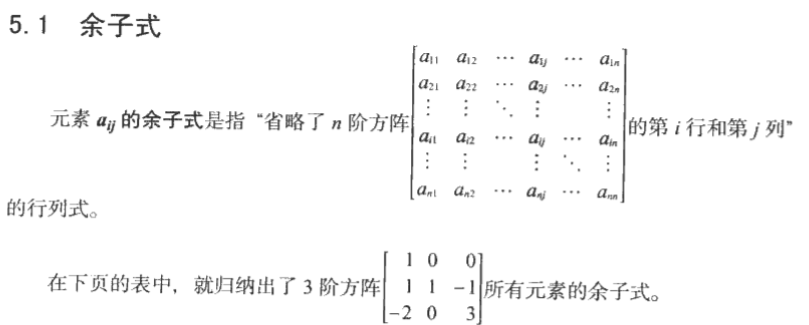 5.1 余子式
元素 a_{ij} 的余子式是指“省略了 n 阶方阵 \begin{bmatrix} a_{11} & a_{12} & \cdots & a_{1j} & \cdots & a_{1n} \\ a_{21} & a_{22} & \cdots & a_{2j} & \cdots & a_{2n} \\ \vdots & \vdots & \ddots & \vdots & & \vdots \\ a_{i1} & a_{i2} & \cdots & a_{ij} & \cdots & a_{in} \\ \vdots & \vdots & & \vdots & \ddots & \vdots \\ a_{n1} & a_{n2} & \cdots & a_{nj} & \cdots & a_{nn} \end{bmatrix} 的第 i 行和第 j 列”
的行列式。
在下页的表中，就归纳出了 3 阶方阵 \begin{bmatrix} 1 & 0 & 0 \\ 1 & 1 & -1 \\ -2 & 0 & 3 \end{bmatrix} 所有元素的余子式。